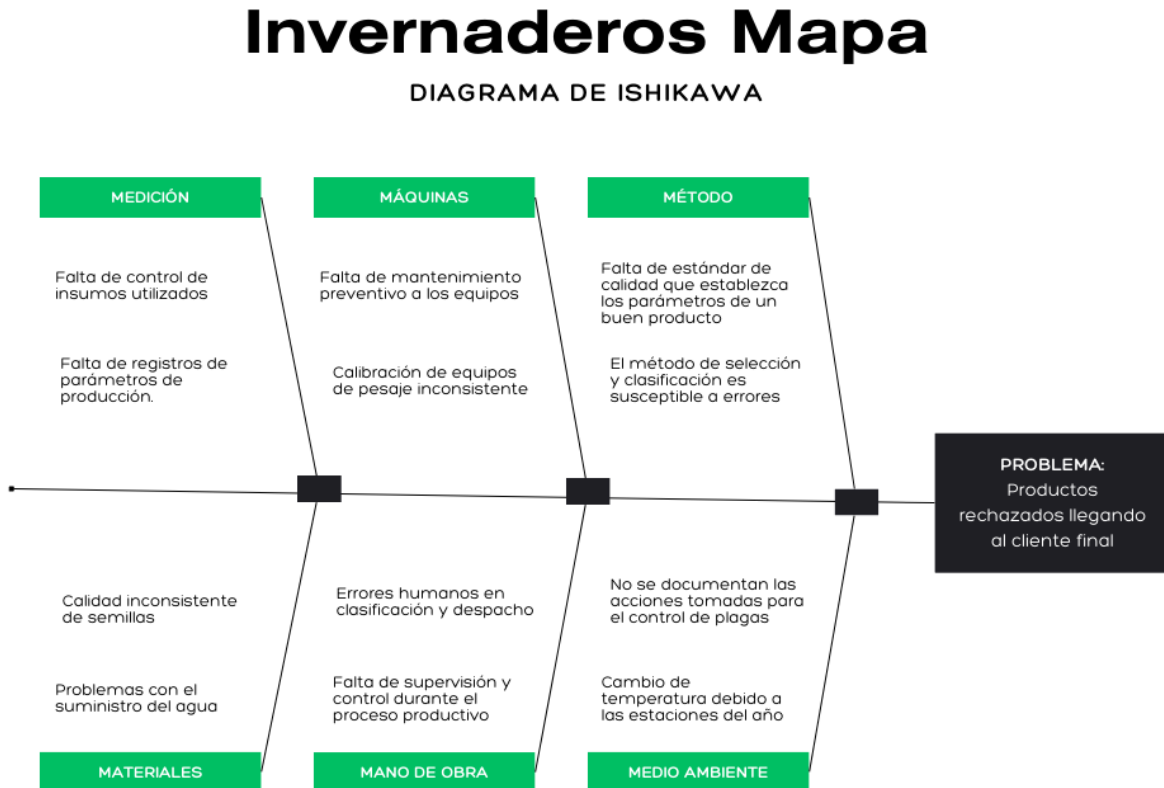 Invernaderos Mapa
DIAGRAMA DE ISHIKAWA
MEDICIÓN
MÁQUINAS
MÉTODO
Falta de control de
insumos utilizados
Falta de registros de
parámetros de
producción.
Falta de mantenimiento
preventivo a los equipos
Calibración de equipos
de pesaje inconsistente
Falta de estándar de
calidad que establezca
los parámetros de un
buen producto
El método de selección
y clasificación es
susceptible a errores
PROBLEMA:
Productos
rechazados llegando
al cliente final
Calidad inconsistente
de semillas
Problemas con el
suministro del agua
Errores humanos en
clasificación y despacho
Falta de supervisión y
control durante el
proceso productivo
No se documentan las
acciones tomadas para
el control de plagas
Cambio de
temperatura debido a
las estaciones del año
MATERIALES
MANO DE OBRA
MEDIO AMBIENTE